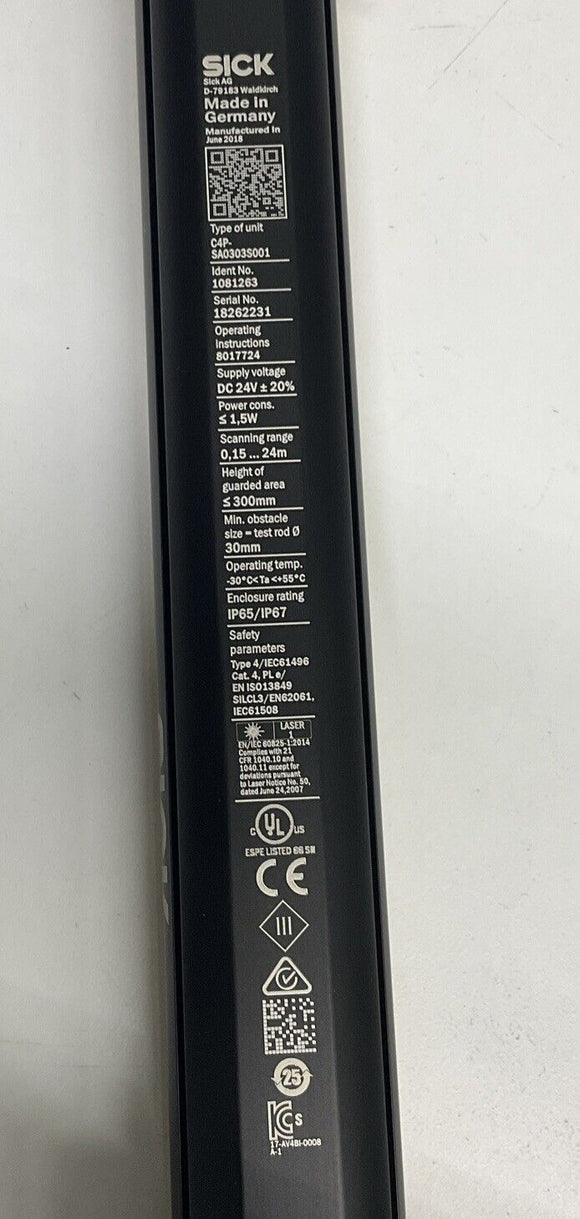 SICK
Sick AG
D-79183 Waldkirch
Made in
Germany
Manufactured in
June 2018
Type of unit
C4P-
SA0303S001
Ident No.
1081263
Serial No.
18262231
Operating
instructions
8017724
Supply voltage
DC 24V ± 20%
Power cons.
≤ 1,5W
Scanning range
0,15 ... 24m
Height of
guarded area
≤ 300mm
Min. obstacle
size = test rod Ø
30mm
Operating temp.
-30°C<Ta<+55°C
Enclosure rating
IP65/IP67
Safety
parameters
Type 4/IEC61496
Cat. 4, PL e/
EN ISO13849
SILCL3/EN62061,
IEC61508
LASER
1
EN/IEC 60825-1:2014
Complies with 21
CFR 1040.10 and
1040.11 except for
deviations pursuant
to Laser Notice No. 50,
dated June 24,2007
C UL US
ESPE LISTED
CE
III
25
KC s
17-AV4BI-0008
A-1